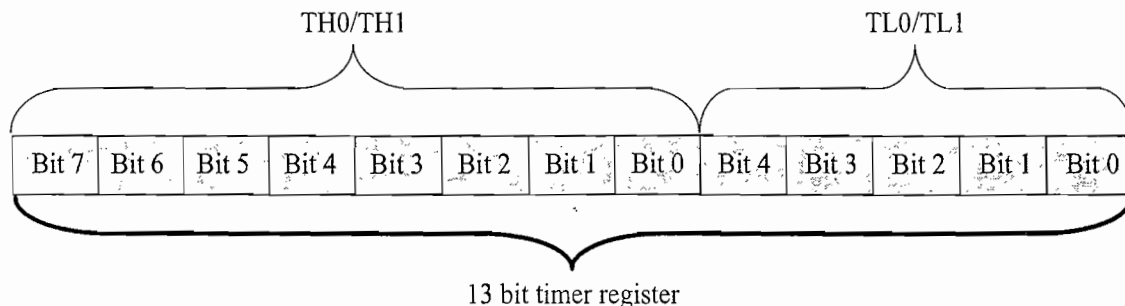 TH0/TH1 TL0/TL1
Bit 7 Bit 6 Bit 5 Bit 4 Bit 3 Bit 2 Bit 1 Bit 0 Bit 4 Bit 3 Bit 2 Bit 1 Bit 0
13 bit timer register